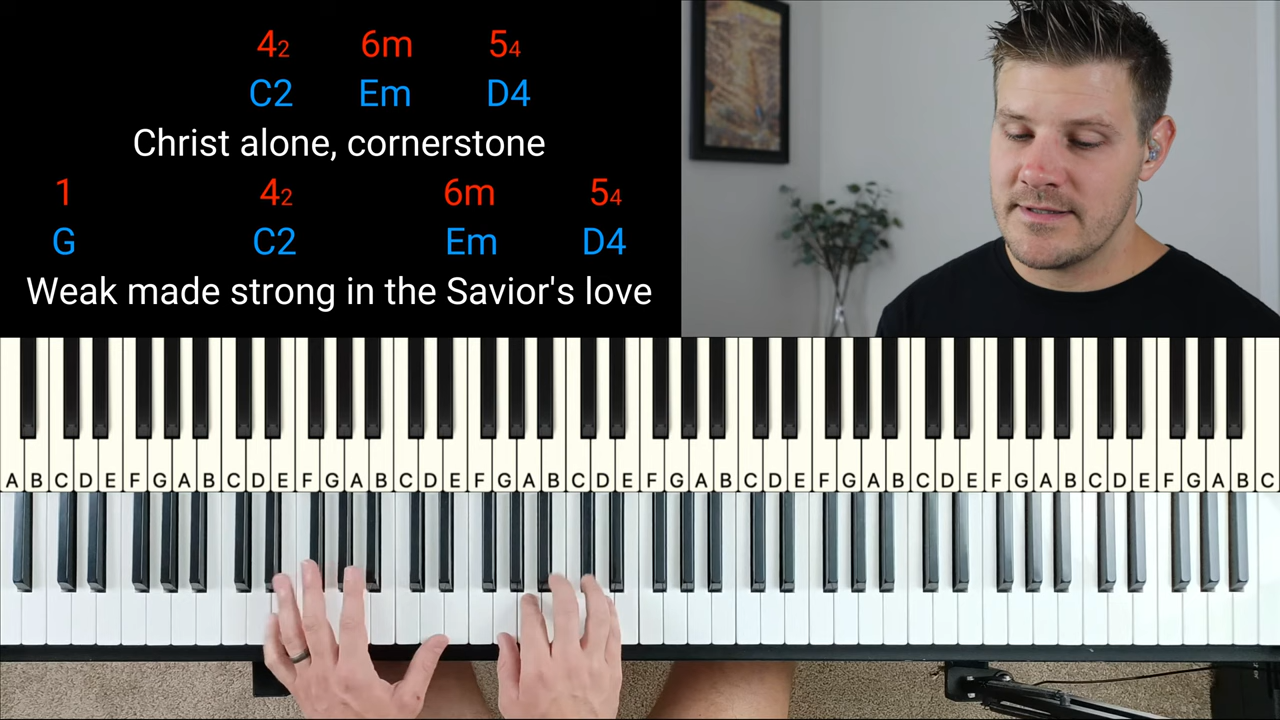 42 6m 54
C2 Em D4
Christ alone, cornerstone
1 42 6m 54
G C2 Em D4
Weak made strong in the Savior's love
A B C D E F G A B C D E F G A B C D E F G A B C D E F G A B C D E F G A B C D E F G A B C D E F G A B C